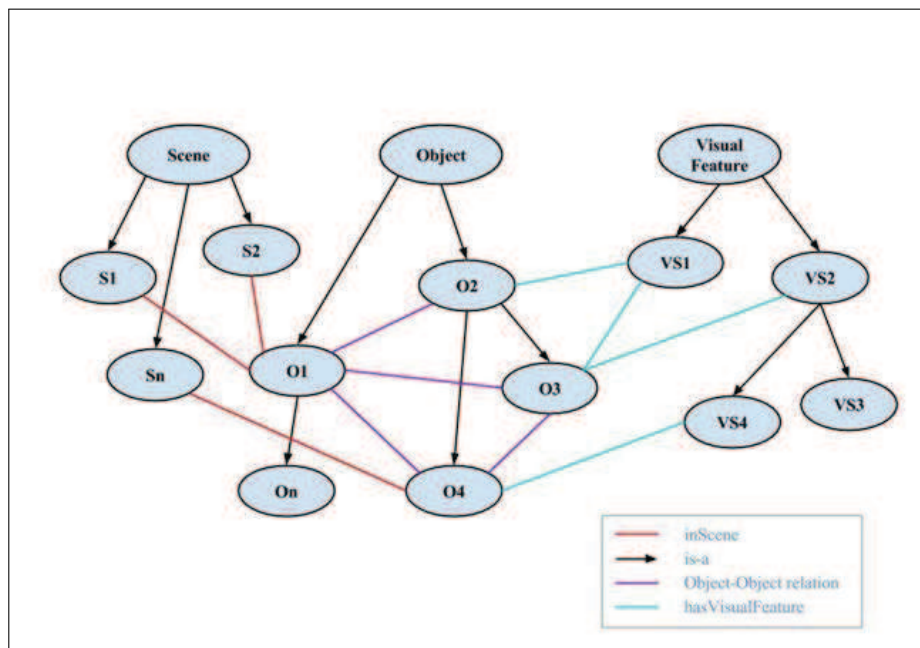 Scene
Object
Visual
Feature
S1
S2
O2
VS1
VS2
Sn
O1
O3
VS4
VS3
On
O4
inScene
is-a
Object-Object relation
hasVisualFeature